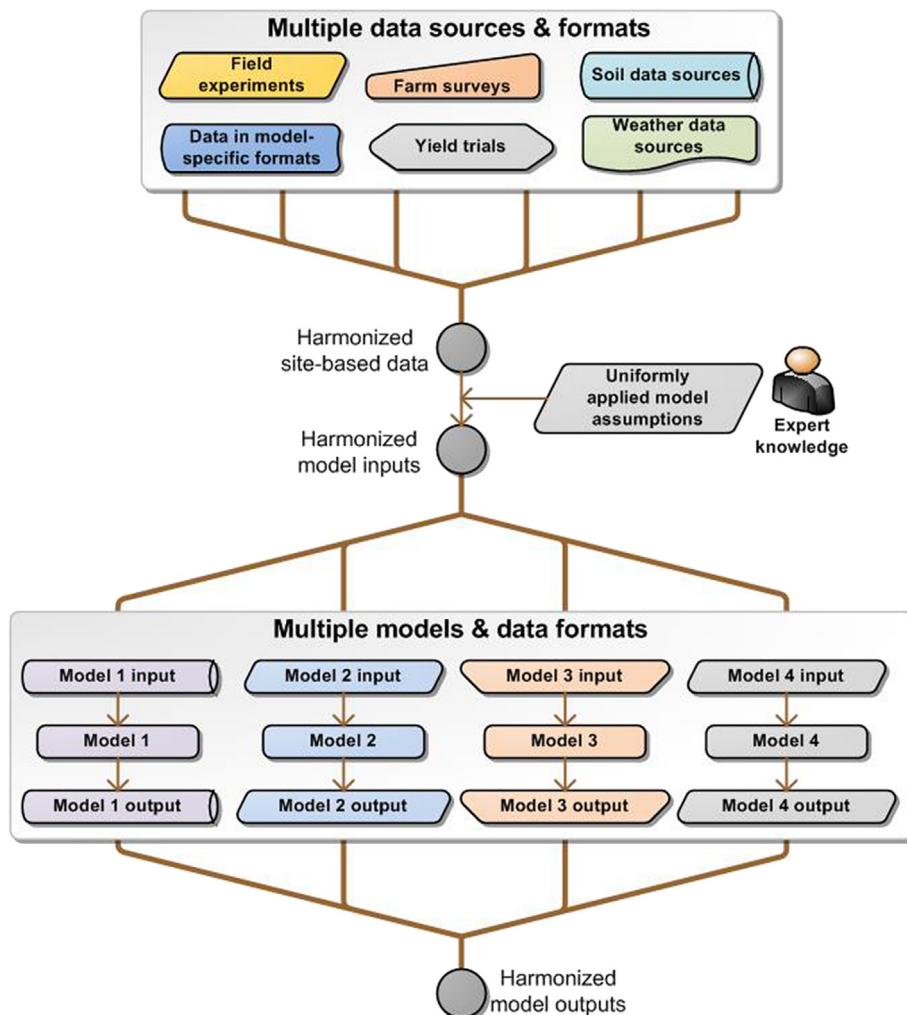 Multiple data sources & formats
Field
experiments
Farm surveys
Soil data sources
Data in model-
specific formats
Yield trials
Weather data
sources
Harmonized
site-based data
Uniformly
applied model
assumptions
Expert
knowledge
Harmonized
model inputs
Multiple models & data formats
Model 1 input
Model 2 input
Model 3 input
Model 4 input
Model 1
Model 2
Model 3
Model 4
Model 1 output
Model 2 output
Model 3 output
Model 4 output
Harmonized
model outputs